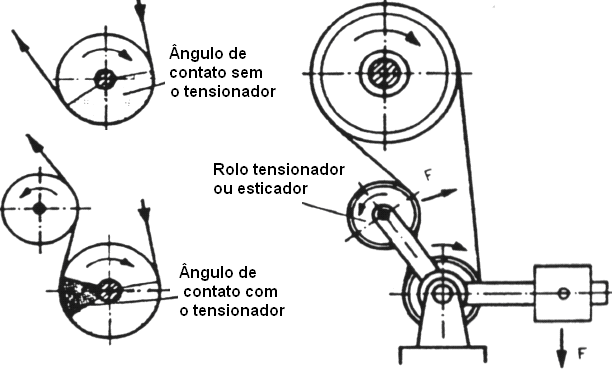 Ângulo de
contato sem
o tensionador
Rolo tensionador
ou esticador
F
Ângulo de
contato com
o tensionador
F